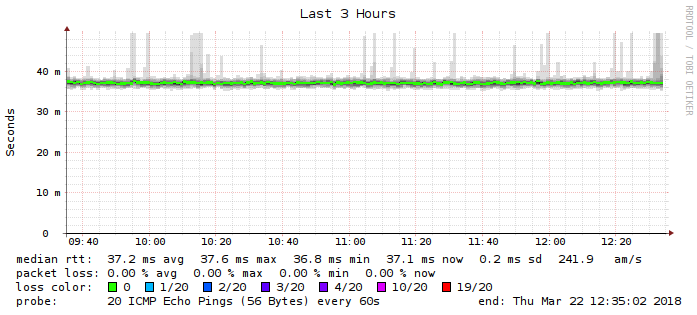 Last 3 Hours
RRDTOOL / TOBI OETIKER
Seconds
40 m
30 m
20 m
10 m
0
09:40 10:00 10:20 10:40 11:00 11:20 11:40 12:00 12:20
median rtt: 37.2 ms avg 37.6 ms max 36.8 ms min 37.1 ms now 0.2 ms sd 241.9 am/s
packet loss: 0.00 % avg 0.00 % max 0.00 % min 0.00 % now
loss color: 0 1/20 2/20 3/20 4/20 10/20 19/20
probe: 20 ICMP Echo Pings (56 Bytes) every 60s end: Thu Mar 22 12:35:02 2018